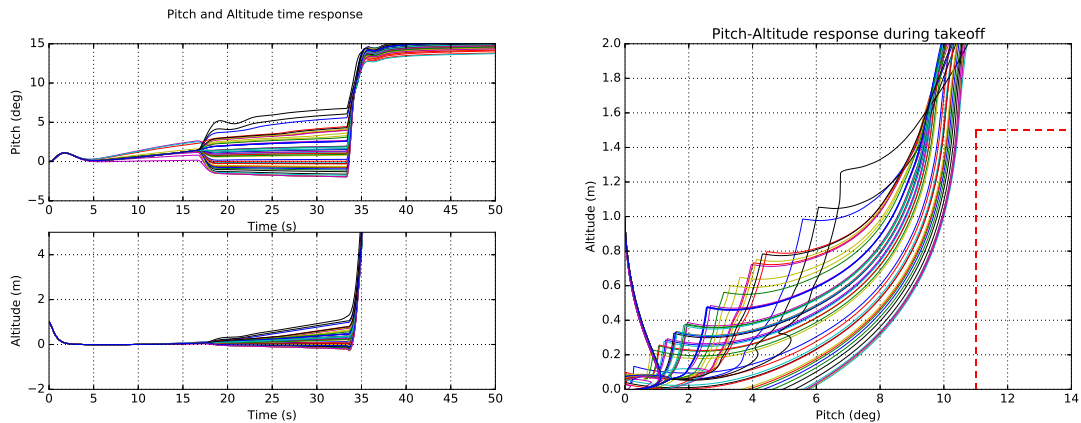 Pitch and Altitude time response
15
10
5
0
−5
Pitch (deg)
0 5 10 15 20 25 30 35 40 45 50
Time (s)
4
2
0
−2
Altitude (m)
0 5 10 15 20 25 30 35 40 45 50
Time (s)
Pitch-Altitude response during takeoff
2.0
1.8
1.6
1.4
1.2
1.0
0.8
0.6
0.4
0.2
0.0
Altitude (m)
0 2 4 6 8 10 12 14
Pitch (deg)